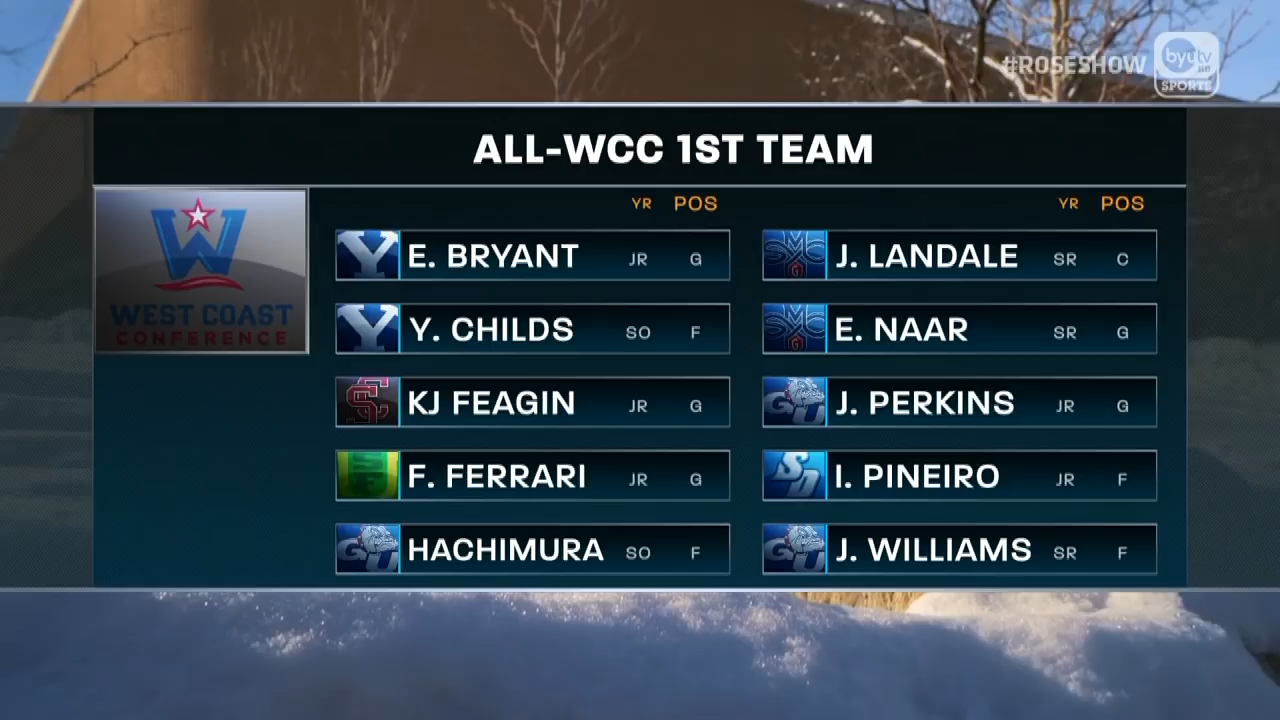 #ROSESHOW
byutv
SPORTS
ALL-WCC 1ST TEAM
WEST COAST
CONFERENCE
YR POS
E. BRYANT JR G
Y. CHILDS SO F
KJ FEAGIN JR G
F. FERRARI JR G
HACHIMURA SO F
YR POS
J. LANDALE SR C
E. NAAR SR G
J. PERKINS JR G
I. PINEIRO JR F
J. WILLIAMS SR F